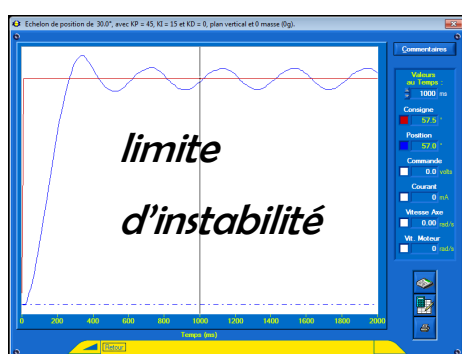 Echelon de position de 30.0°, avec KP = 45, KI = 15 et KD = 0, plan vertical et 0 masse (0g).
Commentaires
Valeurs
au Temps :
1000 ms
Consigne
57.5 °
Position
57.0 °
Commande
0.0 volts
Courant
0 mA
Vitesse Axe
0.00 rad/s
Vit. Moteur
0 rad/s
limite
d'instabilité
0 200 400 600 800 1000 1200 1400 1600 1800 2000
Temps (ms)
Retour